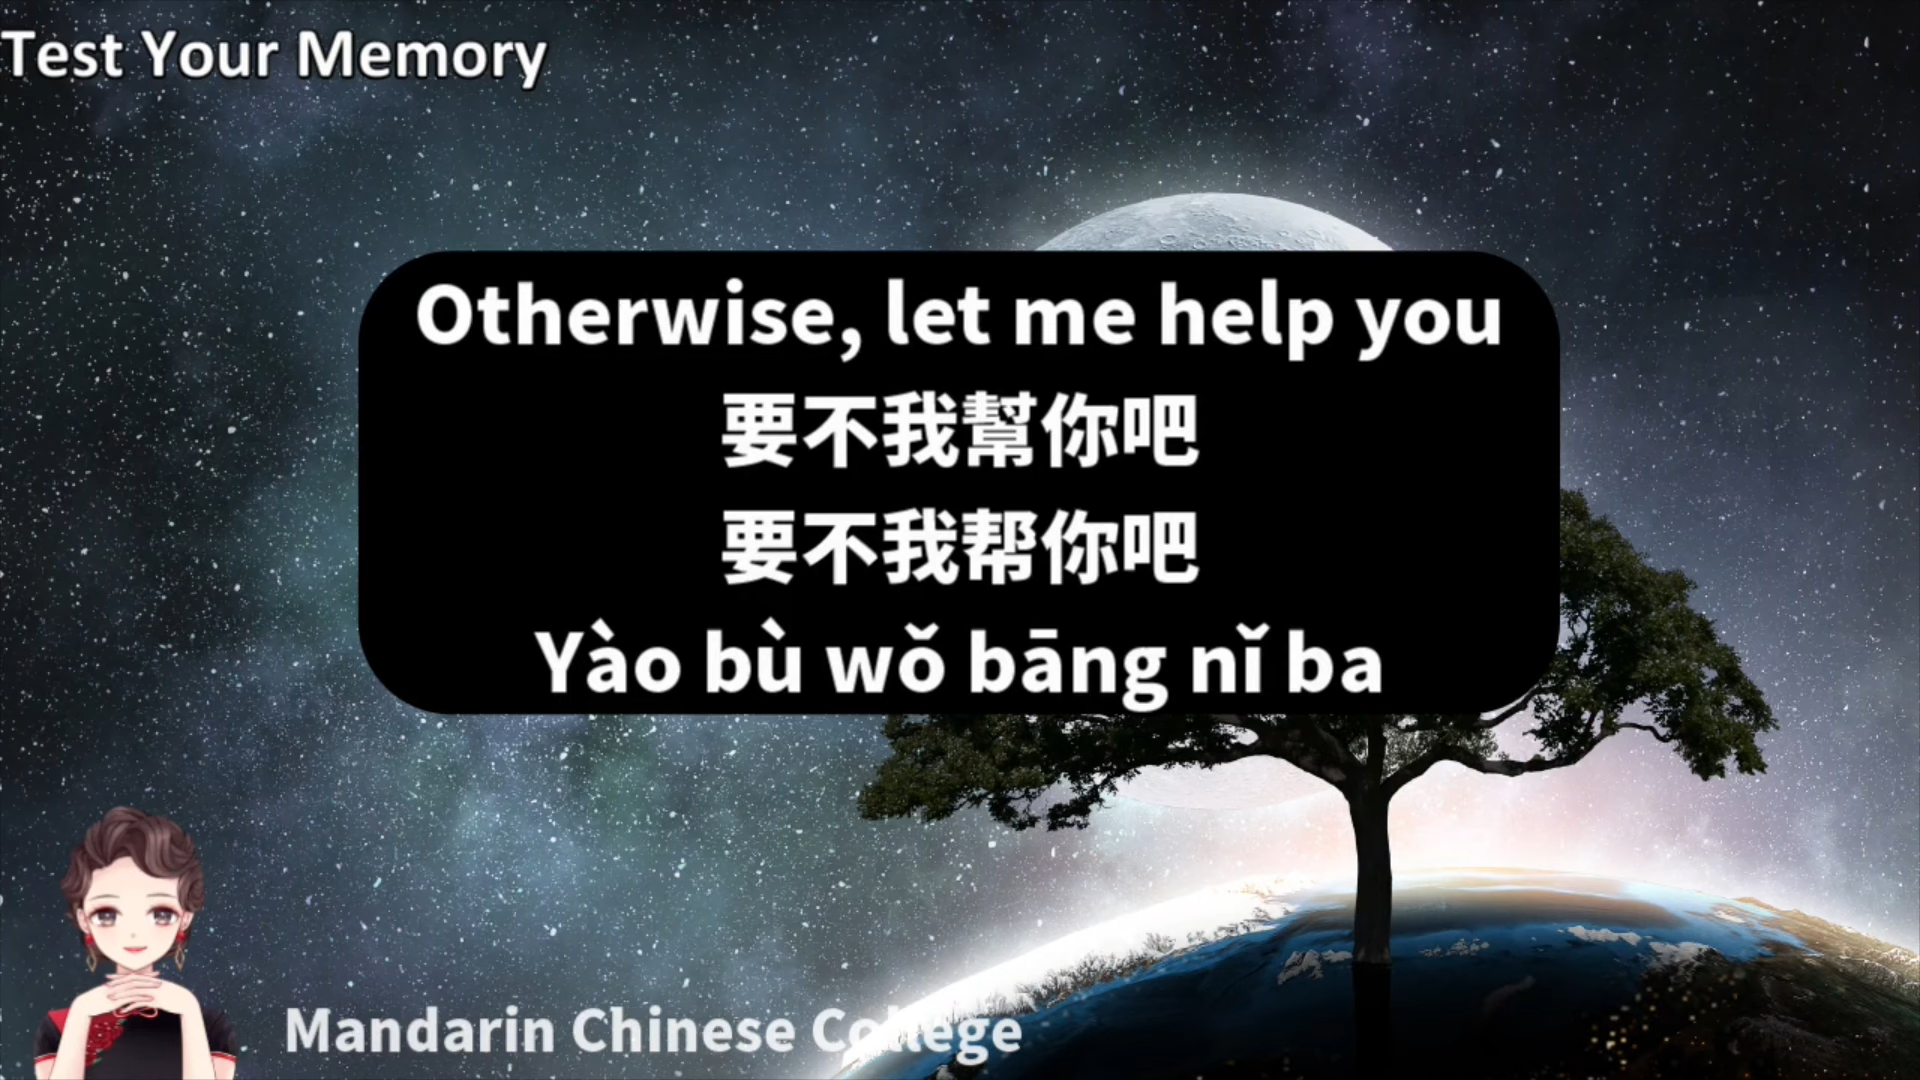 Test Your Memory
Otherwise, let me help you
要不我幫你吧
要不我帮你吧
Yào bù wǒ bāng nǐ ba
Mandarin Chinese College